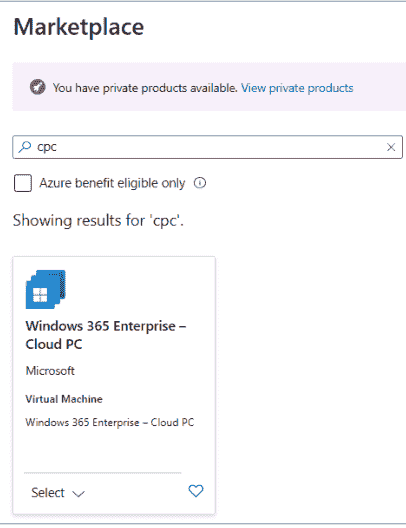 Marketplace
You have private products available. View private products
cpc
Azure benefit eligible only
Showing results for 'cpc'.
Windows 365 Enterprise –
Cloud PC
Microsoft
Virtual Machine
Windows 365 Enterprise – Cloud PC
Select